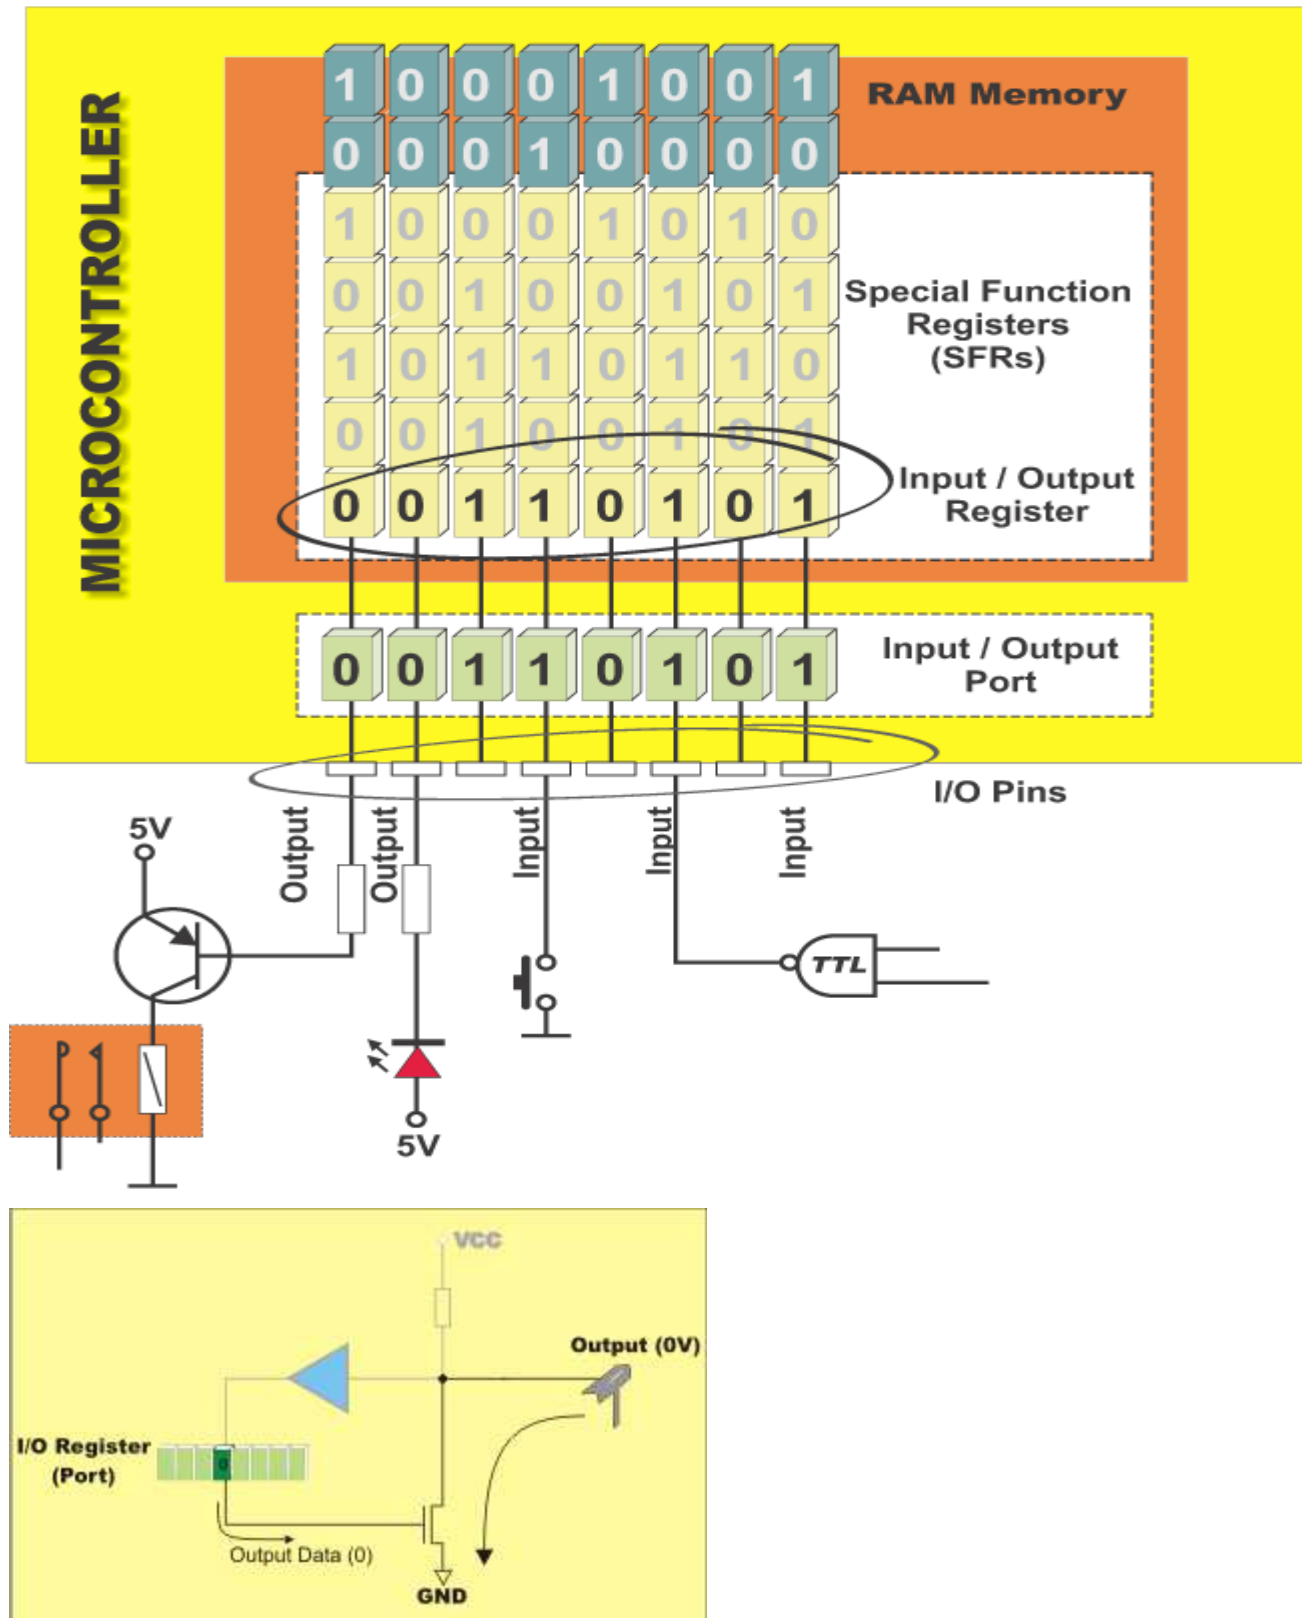 MICROCONTROLLER
1 0 0 0 1 0 0 1
RAM Memory
0 0 0 1 0 0 0 0
1 0 0 0 1 0 1 0
0 0 1 0 0 1 0 1
Special Function
Registers
(SFRs)
1 0 1 1 0 1 1 0
0 0 1 0 0 1 0 1
0 0 1 1 0 1 0 1
Input / Output
Register
0 0 1 1 0 1 0 1
Input / Output
Port
I/O Pins
Output
Output
Input
Input
Input
5V
TTL
5V
VCC
Output (0V)
I/O Register
(Port)
0
Output Data (0)
GND